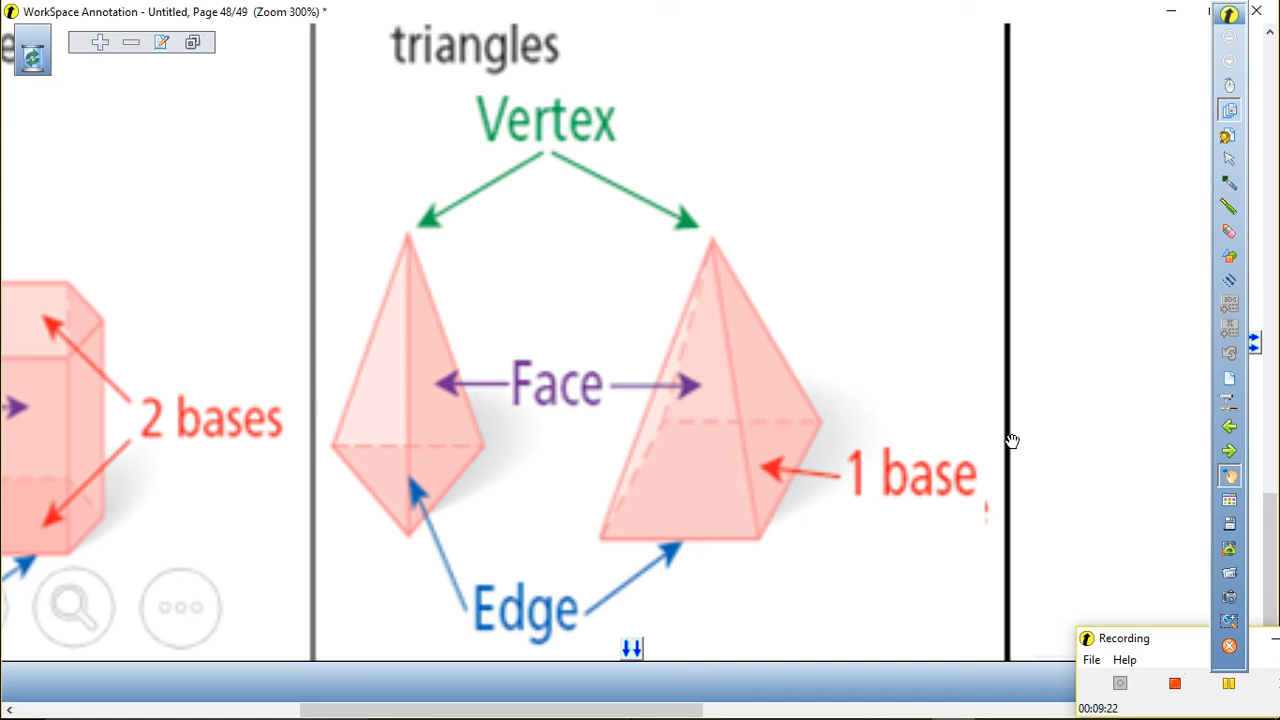 WorkSpace Annotation - Untitled, Page 48/49 (Zoom 300%) *
triangles
Vertex
Face
2 bases
1 base
Edge
Recording
File Help
00:09:22